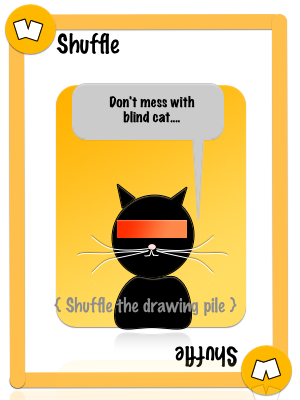 Shuffle
Don't mess with
blind cat....
{ Shuffle the drawing pile }
Shuffle